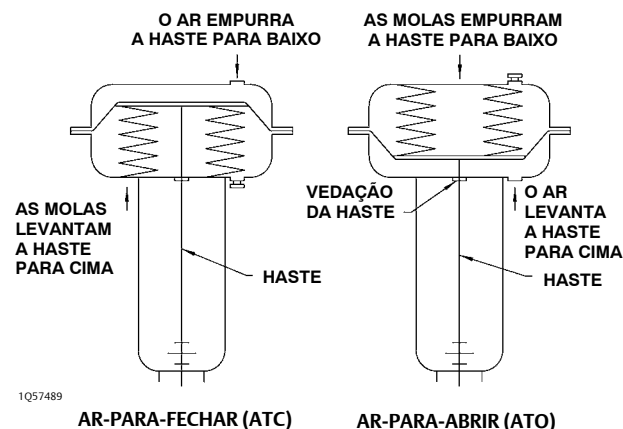 O AR EMPURRA
A HASTE PARA BAIXO
AS MOLAS EMPURRAM
A HASTE PARA BAIXO
AS MOLAS
LEVANTAM
A HASTE
PARA CIMA
HASTE
VEDAÇÃO
DA HASTE
O AR
LEVANTA
A HASTE
PARA CIMA
HASTE
1Q57489
AR-PARA-FECHAR (ATC)
AR-PARA-ABRIR (ATO)